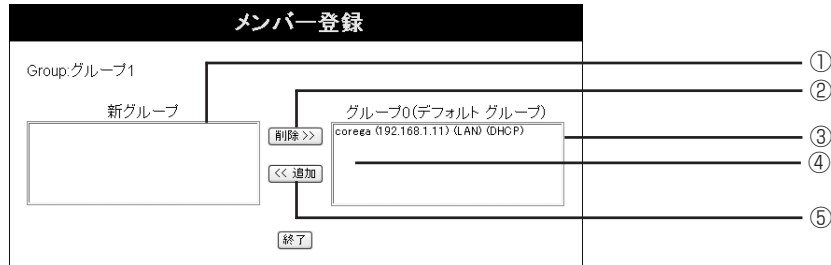 メンバー登録
Group:グループ1
新グループ
グループ0(デフォルト グループ)
削除 >>
corega (192.168.1.11) (LAN) (DHCP)
<< 追加
終了
①
②
③
④
⑤